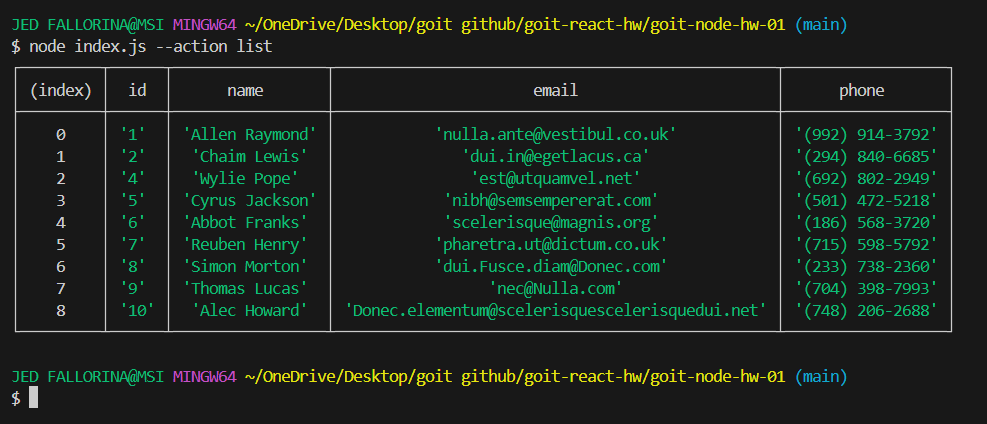 JED FALLORINA@MSI MINGW64 ~/OneDrive/Desktop/goit github/goit-react-hw/goit-node-hw-01 (main)
$ node index.js --action list
(index) id name email phone
0 '1' 'Allen Raymond' 'nulla.ante@vestibul.co.uk' '(992) 914-3792'
1 '2' 'Chaim Lewis' 'dui.in@egetlacus.ca' '(294) 840-6685'
2 '4' 'Wylie Pope' 'est@utquamvel.net' '(692) 802-2949'
3 '5' 'Cyrus Jackson' 'nibh@semsempererat.com' '(501) 472-5218'
4 '6' 'Abbot Franks' 'scelerisque@magnis.org' '(186) 568-3720'
5 '7' 'Reuben Henry' 'pharetra.ut@dictum.co.uk' '(715) 598-5792'
6 '8' 'Simon Morton' 'dui.Fusce.diam@Donec.com' '(233) 738-2360'
7 '9' 'Thomas Lucas' 'nec@Nulla.com' '(704) 398-7993'
8 '10' 'Alec Howard' 'Donec.elementum@scelerisquescelerisquedui.net' '(748) 206-2688'
JED FALLORINA@MSI MINGW64 ~/OneDrive/Desktop/goit github/goit-react-hw/goit-node-hw-01 (main)
$